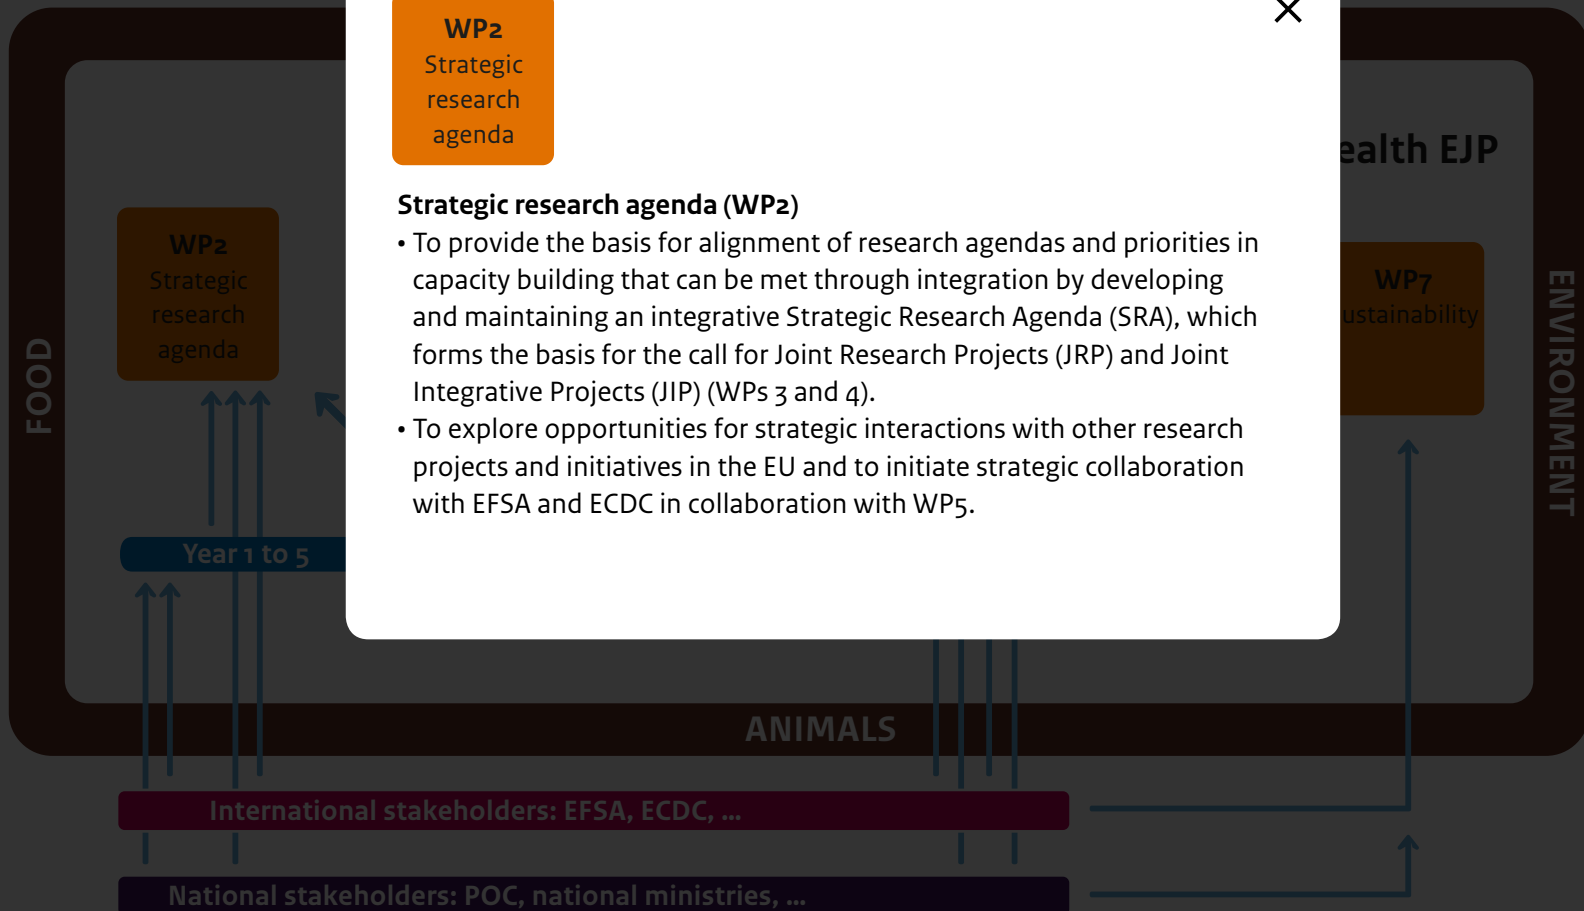 WP2
Strategic
research
agenda
Strategic research agenda (WP2)
• To provide the basis for alignment of research agendas and priorities in
capacity building that can be met through integration by developing
and maintaining an integrative Strategic Research Agenda (SRA), which
forms the basis for the call for Joint Research Projects (JRP) and Joint
Integrative Projects (JIP) (WPs 3 and 4).
• To explore opportunities for strategic interactions with other research
projects and initiatives in the EU and to initiate strategic collaboration
with EFSA and ECDC in collaboration with WP5.
ealth EJP
WP2
Strategic
research
agenda
WP7
ustainability
FOOD
ENVIRONMENT
Year 1 to 5
ANIMALS
International stakeholders: EFSA, ECDC, ...
National stakeholders: POC, national ministries, ...